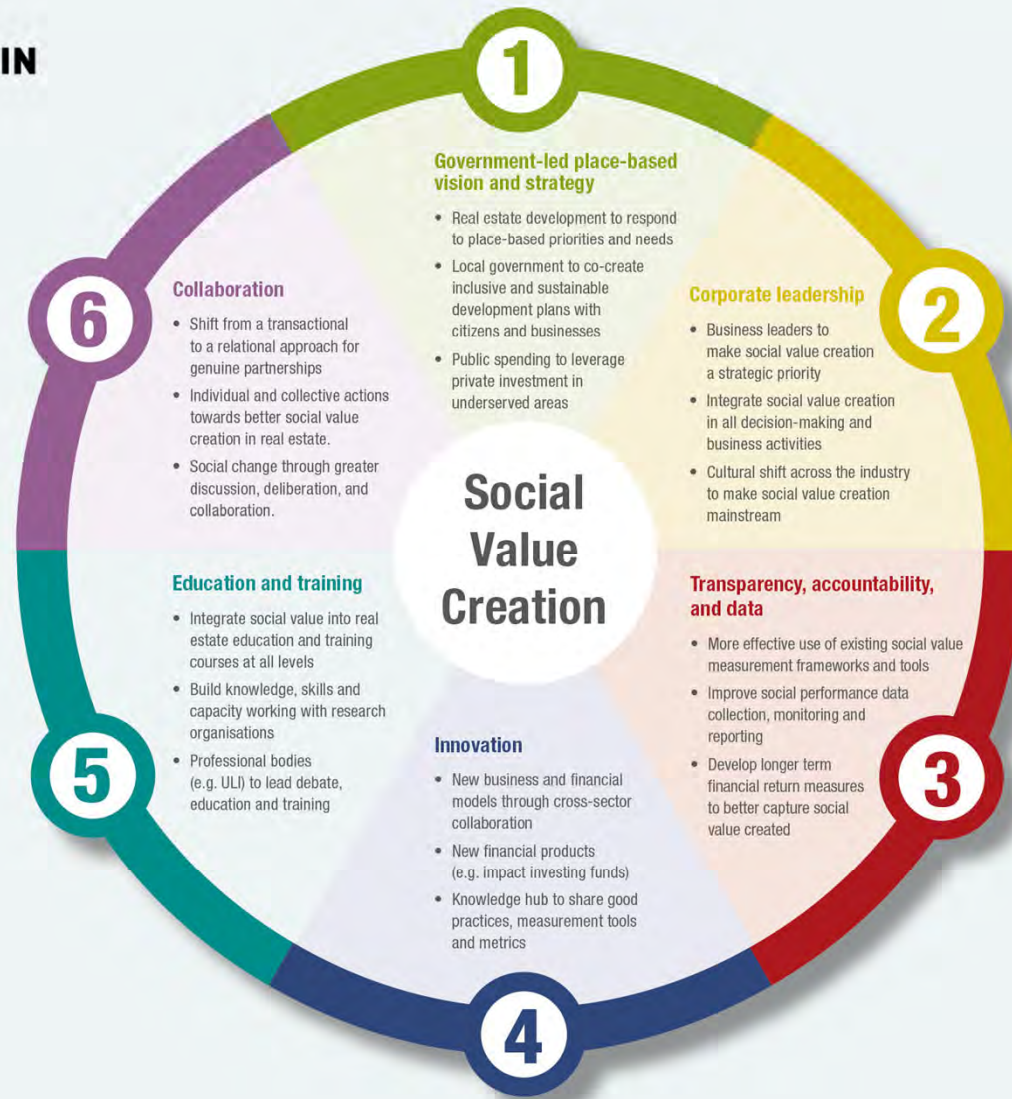 IN
1
Government-led place-based
vision and strategy
• Real estate development to respond
to place-based priorities and needs
• Local government to co-create
inclusive and sustainable
development plans with
citizens and businesses
• Public spending to leverage
private investment in
underserved areas
2
Corporate leadership
• Business leaders to
make social value creation
a strategic priority
• Integrate social value creation
in all decision-making and
business activities
• Cultural shift across the industry
to make social value creation
mainstream
3
Transparency, accountability,
and data
• More effective use of existing social value
measurement frameworks and tools
• Improve social performance data
collection, monitoring and
reporting
• Develop longer term
financial return measures
to better capture social
value created
4
Innovation
• New business and financial
models through cross-sector
collaboration
• New financial products
(e.g. impact investing funds)
• Knowledge hub to share good
practices, measurement tools
and metrics
5
Education and training
• Integrate social value into real
estate education and training
courses at all levels
• Build knowledge, skills and
capacity working with research
organisations
• Professional bodies
(e.g. ULI) to lead debate,
education and training
6
Collaboration
• Shift from a transactional
to a relational approach for
genuine partnerships
• Individual and collective actions
towards better social value
creation in real estate.
• Social change through greater
discussion, deliberation, and
collaboration.
Social
Value
Creation